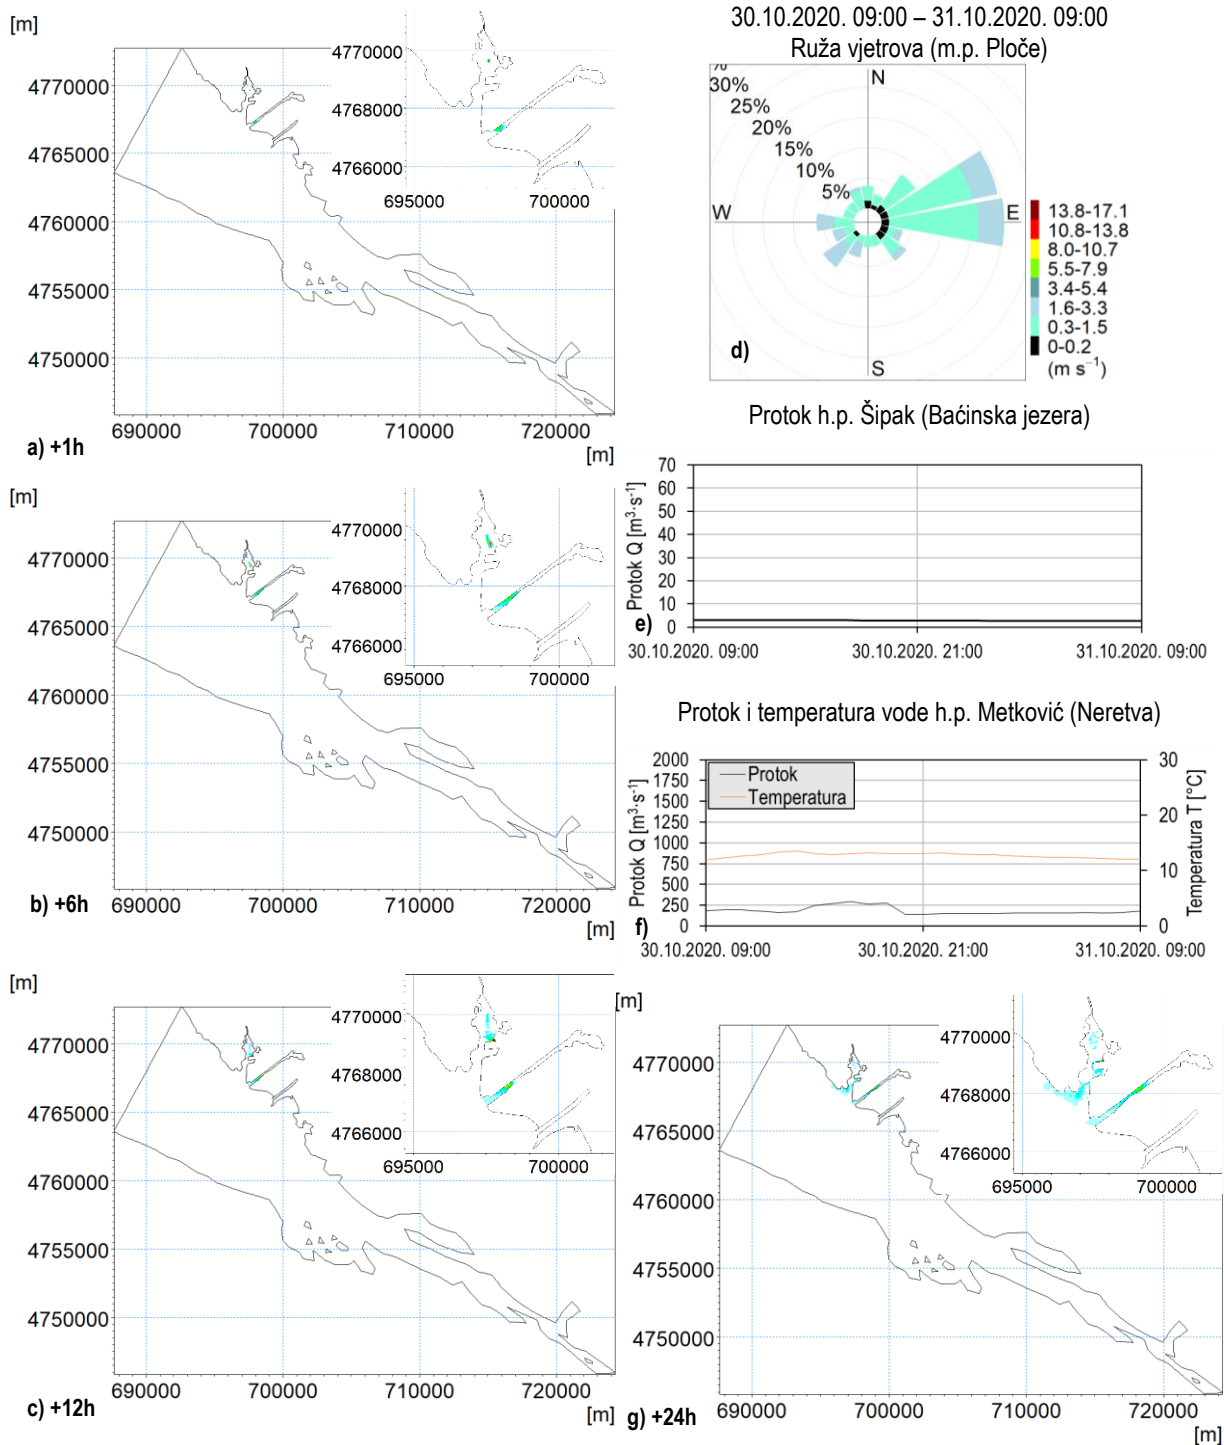 [m]
4770000
4765000
4760000
4755000
4750000
690000 700000 710000 720000
[m]
4770000
4768000
4766000
695000 700000
a) +1h
30.10.2020. 09:00 – 31.10.2020. 09:00
Ruža vjetrova (m.p. Ploče)
%
30%
25%
20%
15%
10%
5%
N
W
E
S
13.8-17.1
10.8-13.8
8.0-10.7
5.5-7.9
3.4-5.4
1.6-3.3
0.3-1.5
0-0.2
(m s⁻¹)
d)
[m]
4770000
4765000
4760000
4755000
4750000
690000 700000 710000 720000
[m]
4770000
4768000
4766000
695000 700000
b) +6h
Protok h.p. Šipak (Baćinska jezera)
Protok Q [m³·s⁻¹]
70
60
50
40
30
20
10
0
30.10.2020. 09:00 30.10.2020. 21:00 31.10.2020. 09:00
e)
Protok i temperatura vode h.p. Metković (Neretva)
Protok Q [m³·s⁻¹]
2000
1750
1500
1250
1000
750
500
250
0
Protok
Temperatura
30
20
10
0
Temperatura T [°C]
30.10.2020. 09:00 30.10.2020. 21:00 31.10.2020. 09:00
f)
[m]
4770000
4765000
4760000
4755000
4750000
690000 700000 710000 720000
[m]
4770000
4768000
4766000
695000 700000
c) +12h
[m]
4770000
4765000
4760000
4755000
4750000
690000 700000 710000 720000
[m]
4770000
4768000
4766000
695000 700000
g) +24h